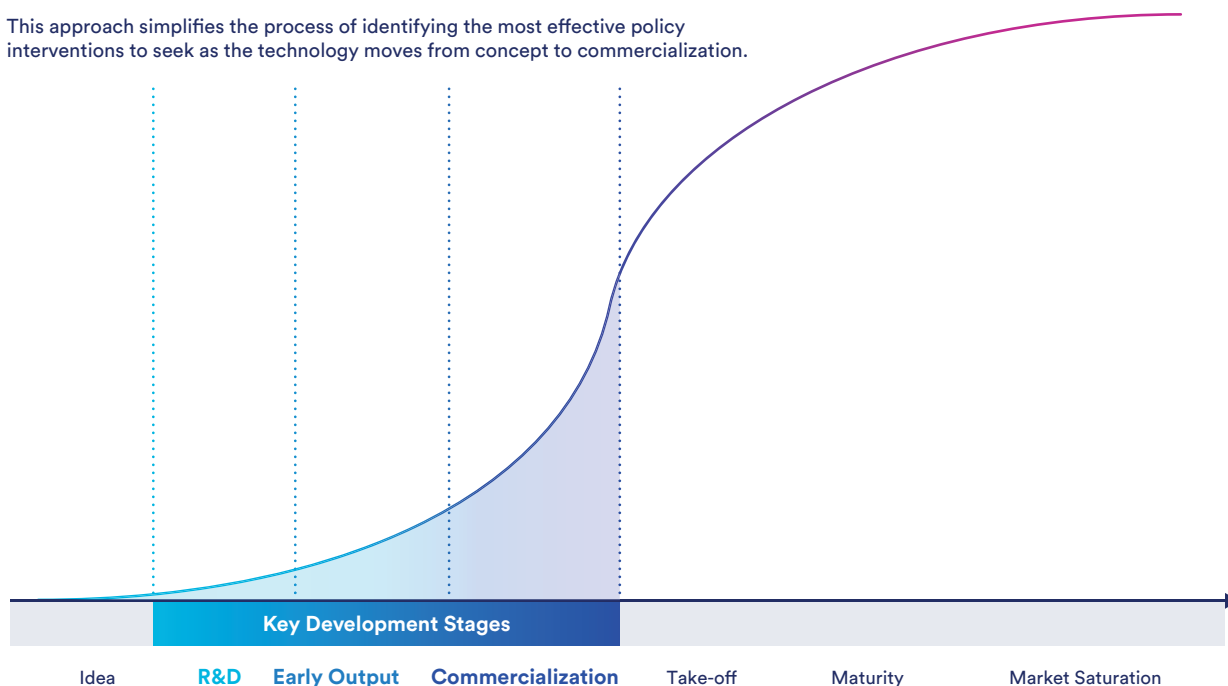 This approach simplifies the process of identifying the most effective policy
interventions to seek as the technology moves from concept to commercialization.
Key Development Stages
Idea
R&D
Early Output
Commercialization
Take-off
Maturity
Market Saturation